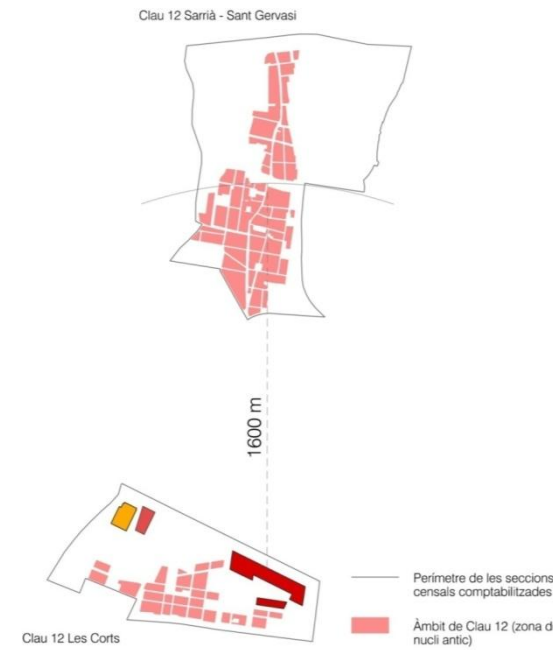 Clau 12 Sarrià - Sant Gervasi
1600 m
Clau 12 Les Corts
Perímetre de les seccions
censals comptabilitzades
Àmbit de Clau 12 (zona de
nucli antic)